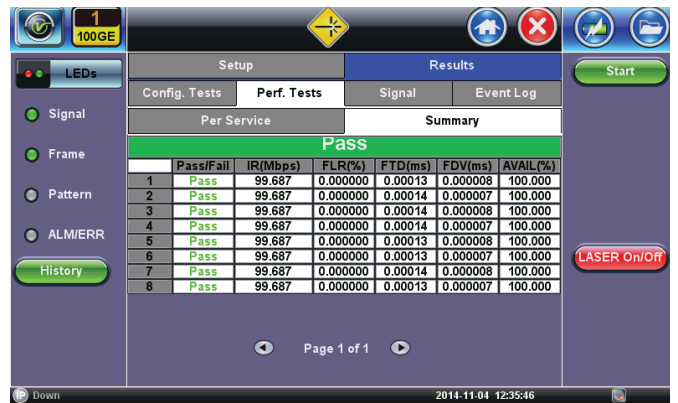 1
100GE
LEDs
Setup
Results
Start
Config. Tests
Perf. Tests
Signal
Event Log
Signal
Per Service
Summary
Frame
Pass
Pass/Fail IR(Mbps) FLR(%) FTD(ms) FDV(ms) AVAIL(%)
1 Pass 99.687 0.000000 0.00013 0.000008 100.000
2 Pass 99.687 0.000000 0.00014 0.000007 100.000
3 Pass 99.687 0.000000 0.00014 0.000008 100.000
4 Pass 99.687 0.000000 0.00014 0.000007 100.000
5 Pass 99.687 0.000000 0.00013 0.000008 100.000
6 Pass 99.687 0.000000 0.00013 0.000007 100.000
7 Pass 99.687 0.000000 0.00014 0.000008 100.000
8 Pass 99.687 0.000000 0.00013 0.000007 100.000
Pattern
ALM/ERR
History
LASER On/Off
Page 1 of 1
IP Down
2014-11-04 12:35:46